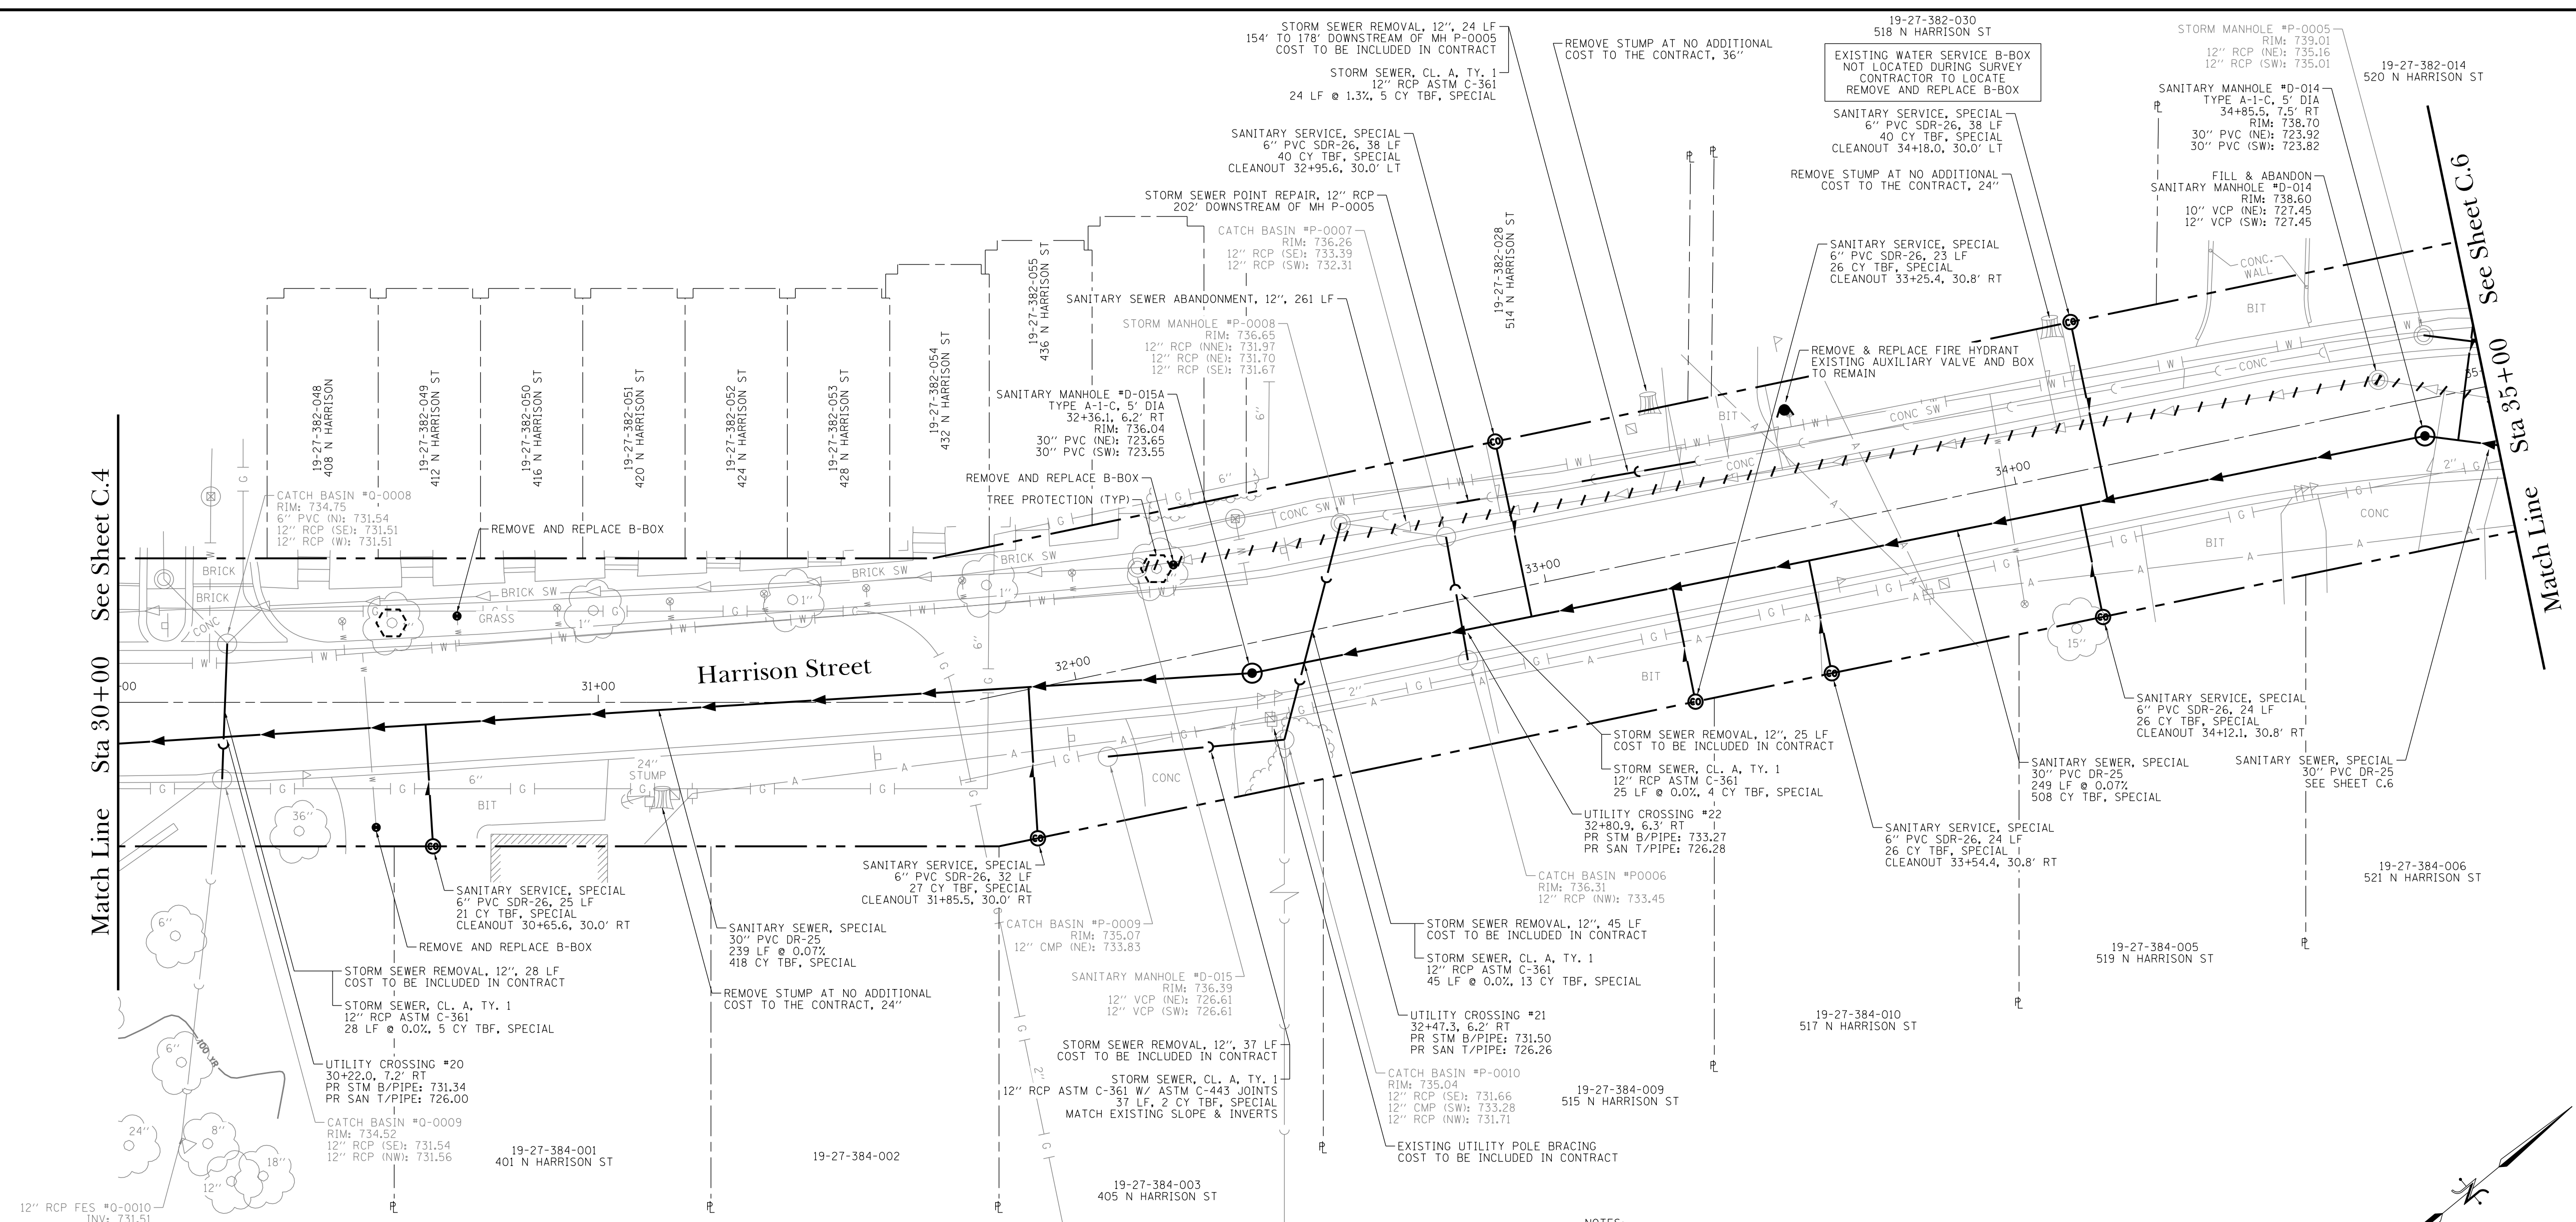 STORM SEWER REMOVAL, 12'', 24 LF
154' TO 178' DOWNSTREAM OF MH P-0005
COST TO BE INCLUDED IN CONTRACT
STORM SEWER, CL. A, TY. 1
12'' RCP ASTM C-361
24 LF @ 1.3%, 5 CY TBF, SPECIAL
REMOVE STUMP AT NO ADDITIONAL
COST TO THE CONTRACT, 36''
19-27-382-030
518 N HARRISON ST
EXISTING WATER SERVICE B-BOX
NOT LOCATED DURING SURVEY
CONTRACTOR TO LOCATE
REMOVE AND REPLACE B-BOX
SANITARY SERVICE, SPECIAL
6'' PVC SDR-26, 38 LF
40 CY TBF, SPECIAL
CLEANOUT 34+18.0, 30.0' LT
REMOVE STUMP AT NO ADDITIONAL
COST TO THE CONTRACT, 24''
STORM MANHOLE #P-0005
RIM: 739.01
12'' RCP (NE): 735.16
12'' RCP (SW): 735.01
19-27-382-014
520 N HARRISON ST
SANITARY MANHOLE #D-014
TYPE A-1-C, 5' DIA
34+85.5, 7.5' RT
RIM: 738.70
30'' PVC (NE): 723.92
30'' PVC (SW): 723.82
FILL & ABANDON
SANITARY MANHOLE #D-014
RIM: 738.60
10'' VCP (NE): 727.45
12'' VCP (SW): 727.45
SANITARY SERVICE, SPECIAL
6'' PVC SDR-26, 38 LF
40 CY TBF, SPECIAL
CLEANOUT 32+95.6, 30.0' LT
STORM SEWER POINT REPAIR, 12'' RCP
202' DOWNSTREAM OF MH P-0005
CATCH BASIN #P-0007
RIM: 736.26
12'' RCP (SE): 733.39
12'' RCP (SW): 732.31
SANITARY SEWER ABANDONMENT, 12'', 261 LF
STORM MANHOLE #P-0008
RIM: 736.65
12'' RCP (NNE): 731.97
12'' RCP (NE): 731.70
12'' RCP (SE): 731.67
SANITARY MANHOLE #D-015A
TYPE A-1-C, 5' DIA
32+36.1, 6.2' RT
RIM: 736.04
30'' PVC (NE): 723.65
30'' PVC (SW): 723.55
REMOVE AND REPLACE B-BOX
TREE PROTECTION (TYP)
19-27-382-028
514 N HARRISON ST
SANITARY SERVICE, SPECIAL
6'' PVC SDR-26, 23 LF
26 CY TBF, SPECIAL
CLEANOUT 33+25.4, 30.8' RT
REMOVE & REPLACE FIRE HYDRANT
EXISTING AUXILIARY VALVE AND BOX
TO REMAIN
CONC.
WALL
BIT
BIT
CONC
CONC SW
CONC
CONC SW
See Sheet C.6
Sta 35+00
Match Line
19-27-382-048
408 N HARRISON
19-27-382-049
412 N HARRISON ST
19-27-382-050
416 N HARRISON ST
19-27-382-051
420 N HARRISON ST
19-27-382-052
424 N HARRISON ST
19-27-382-053
428 N HARRISON ST
19-27-382-054
432 N HARRISON ST
19-27-382-055
436 N HARRISON ST
See Sheet C.4
Sta 30+00
Match Line
CATCH BASIN #Q-0008
RIM: 734.75
6'' PVC (N): 731.54
12'' RCP (SE): 731.51
12'' RCP (W): 731.51
REMOVE AND REPLACE B-BOX
BRICK
BRICK
CONC
GRASS
BRICK SW
BRICK SW
BRICK SW
1''
1''
1''
6''
6''
6''
Harrison Street
31+00
32+00
33+00
34+00
2''
2''
BIT
BIT
CONC
CONC
BIT
6''
24''
STUMP
36''
15''
SANITARY SERVICE, SPECIAL
6'' PVC SDR-26, 25 LF
21 CY TBF, SPECIAL
CLEANOUT 30+65.6, 30.0' RT
REMOVE AND REPLACE B-BOX
STORM SEWER REMOVAL, 12'', 28 LF
COST TO BE INCLUDED IN CONTRACT
STORM SEWER, CL. A, TY. 1
12'' RCP ASTM C-361
28 LF @ 0.0%, 5 CY TBF, SPECIAL
UTILITY CROSSING #20
30+22.0, 7.2' RT
PR STM B/PIPE: 731.34
PR SAN T/PIPE: 726.00
CATCH BASIN #Q-0009
RIM: 734.52
12'' RCP (SE): 731.54
12'' RCP (NW): 731.56
6''
6''
100 YR
24''
8''
18''
12''
12'' RCP FES #Q-0010
INV: 731.51
19-27-384-001
401 N HARRISON ST
SANITARY SEWER, SPECIAL
30'' PVC DR-25
239 LF @ 0.07%
418 CY TBF, SPECIAL
REMOVE STUMP AT NO ADDITIONAL
COST TO THE CONTRACT, 24''
19-27-384-002
SANITARY SERVICE, SPECIAL
6'' PVC SDR-26, 32 LF
27 CY TBF, SPECIAL
CLEANOUT 31+85.5, 30.0' RT
CATCH BASIN #P-0009
RIM: 735.07
12'' CMP (NE): 733.83
SANITARY MANHOLE #D-015
RIM: 736.39
12'' VCP (NE): 726.61
12'' VCP (SW): 726.61
STORM SEWER REMOVAL, 12'', 37 LF
COST TO BE INCLUDED IN CONTRACT
STORM SEWER, CL. A, TY. 1
12'' RCP ASTM C-361 W/ ASTM C-443 JOINTS
37 LF, 2 CY TBF, SPECIAL
MATCH EXISTING SLOPE & INVERTS
2''
19-27-384-003
405 N HARRISON ST
STORM SEWER REMOVAL, 12'', 25 LF
COST TO BE INCLUDED IN CONTRACT
STORM SEWER, CL. A, TY. 1
12'' RCP ASTM C-361
25 LF @ 0.0%, 4 CY TBF, SPECIAL
UTILITY CROSSING #22
32+80.9, 6.3' RT
PR STM B/PIPE: 733.27
PR SAN T/PIPE: 726.28
CATCH BASIN #P0006
RIM: 736.31
12'' RCP (NW): 733.45
STORM SEWER REMOVAL, 12'', 45 LF
COST TO BE INCLUDED IN CONTRACT
STORM SEWER, CL. A, TY. 1
12'' RCP ASTM C-361
45 LF @ 0.0%, 13 CY TBF, SPECIAL
UTILITY CROSSING #21
32+47.3, 6.2' RT
PR STM B/PIPE: 731.50
PR SAN T/PIPE: 726.26
CATCH BASIN #P-0010
RIM: 735.04
12'' RCP (SE): 731.66
12'' CMP (SW): 733.28
12'' RCP (NW): 731.71
EXISTING UTILITY POLE BRACING
COST TO BE INCLUDED IN CONTRACT
19-27-384-009
515 N HARRISON ST
19-27-384-010
517 N HARRISON ST
SANITARY SERVICE, SPECIAL
6'' PVC SDR-26, 24 LF
26 CY TBF, SPECIAL
CLEANOUT 33+54.4, 30.8' RT
SANITARY SERVICE, SPECIAL
6'' PVC SDR-26, 24 LF
26 CY TBF, SPECIAL
CLEANOUT 34+12.1, 30.8' RT
SANITARY SEWER, SPECIAL
30'' PVC DR-25
249 LF @ 0.07%
508 CY TBF, SPECIAL
SANITARY SEWER, SPECIAL
30'' PVC DR-25
SEE SHEET C.6
19-27-384-006
521 N HARRISON ST
19-27-384-005
519 N HARRISON ST